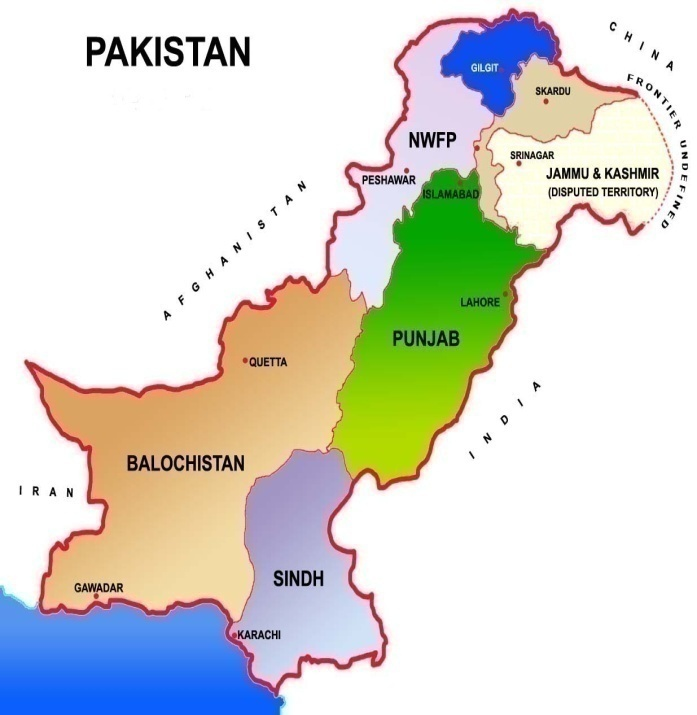 PAKISTAN
CHINA
GILGIT
FRONTIER UNDEFINED
SKARDU
NWFP
SRINAGAR
JAMMU & KASHMIR
(DISPUTED TERRITORY)
PESHAWAR
ISLAMABAD
AFGHANISTAN
LAHORE
PUNJAB
QUETTA
INDIA
BALOCHISTAN
IRAN
SINDH
GAWADAR
KARACHI